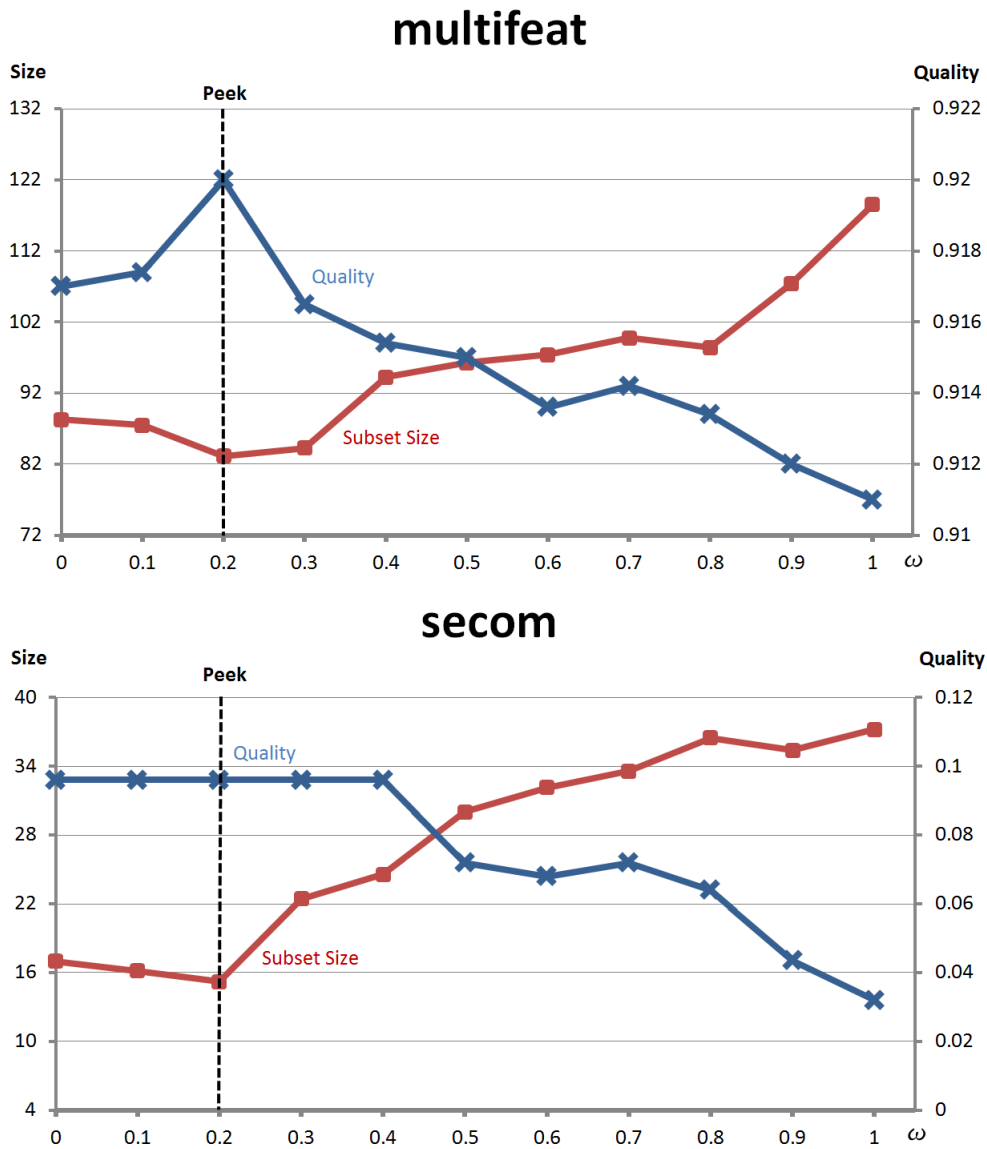 multifeat
Size Quality
Peek
132 0.922
122 0.92
112 0.918
Quality
102 0.916
92 0.914
Subset Size
82 0.912
72 0.91
0 0.1 0.2 0.3 0.4 0.5 0.6 0.7 0.8 0.9 1 ω
secom
Size Quality
Peek
40 0.12
Quality
34 0.1
28 0.08
22 0.06
Subset Size
16 0.04
10 0.02
4 0
0 0.1 0.2 0.3 0.4 0.5 0.6 0.7 0.8 0.9 1 ω